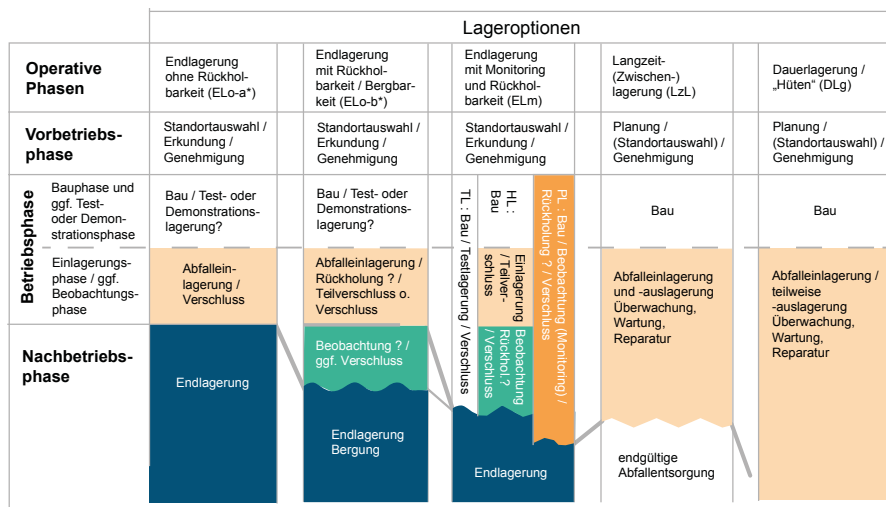 Lageroptionen
Operative
Phasen
Endlagerung
ohne Rückhol-
barkeit (ELo-a*)
Endlagerung
mit Rückhol-
barkeit / Bergbar-
keit (ELo-b*)
Endlagerung
mit Monitoring
und Rückhol-
barkeit (ELm)
Langzeit-
(Zwischen-)
lagerung (LzL)
Dauerlagerung /
„Hüten“ (DLg)
Vorbetriebs-
phase
Standortauswahl /
Erkundung /
Genehmigung
Standortauswahl /
Erkundung /
Genehmigung
Standortauswahl /
Erkundung /
Genehmigung
Planung /
(Standortauswahl) /
Genehmigung
Planung /
(Standortauswahl) /
Genehmigung
Betriebsphase
Bauphase und
ggf. Test-
oder Demon-
strationsphase
Bau / Test- oder
Demonstrations-
lagerung?
Bau / Test- oder
Demonstrations-
lagerung?
TL : Bau / Testlagerung / Verschluss
HL :
Bau
PL : Bau / Beobachtung (Monitoring) /
Rückholung ? / Verschluss
Bau
Bau
Einlagerungs-
phase / ggf.
Beobachtungs-
phase
Abfallein-
lagerung /
Verschluss
Abfalleinlagerung /
Rückholung ? /
Teilverschluss o.
Verschluss
Einlagerung
/ Teilver-
schluss
Abfalleinlagerung
und -auslagerung
Überwachung,
Wartung,
Reparatur
Abfalleinlagerung /
teilweise
-auslagerung
Überwachung,
Wartung,
Reparatur
Nachbetriebs-
phase
Endlagerung
Beobachtung ? /
ggf. Verschluss
Endlagerung
Bergung
Beobachtung
Rückhol.?
/ Verschluss
Endlagerung
endgültige
Abfallentsorgung